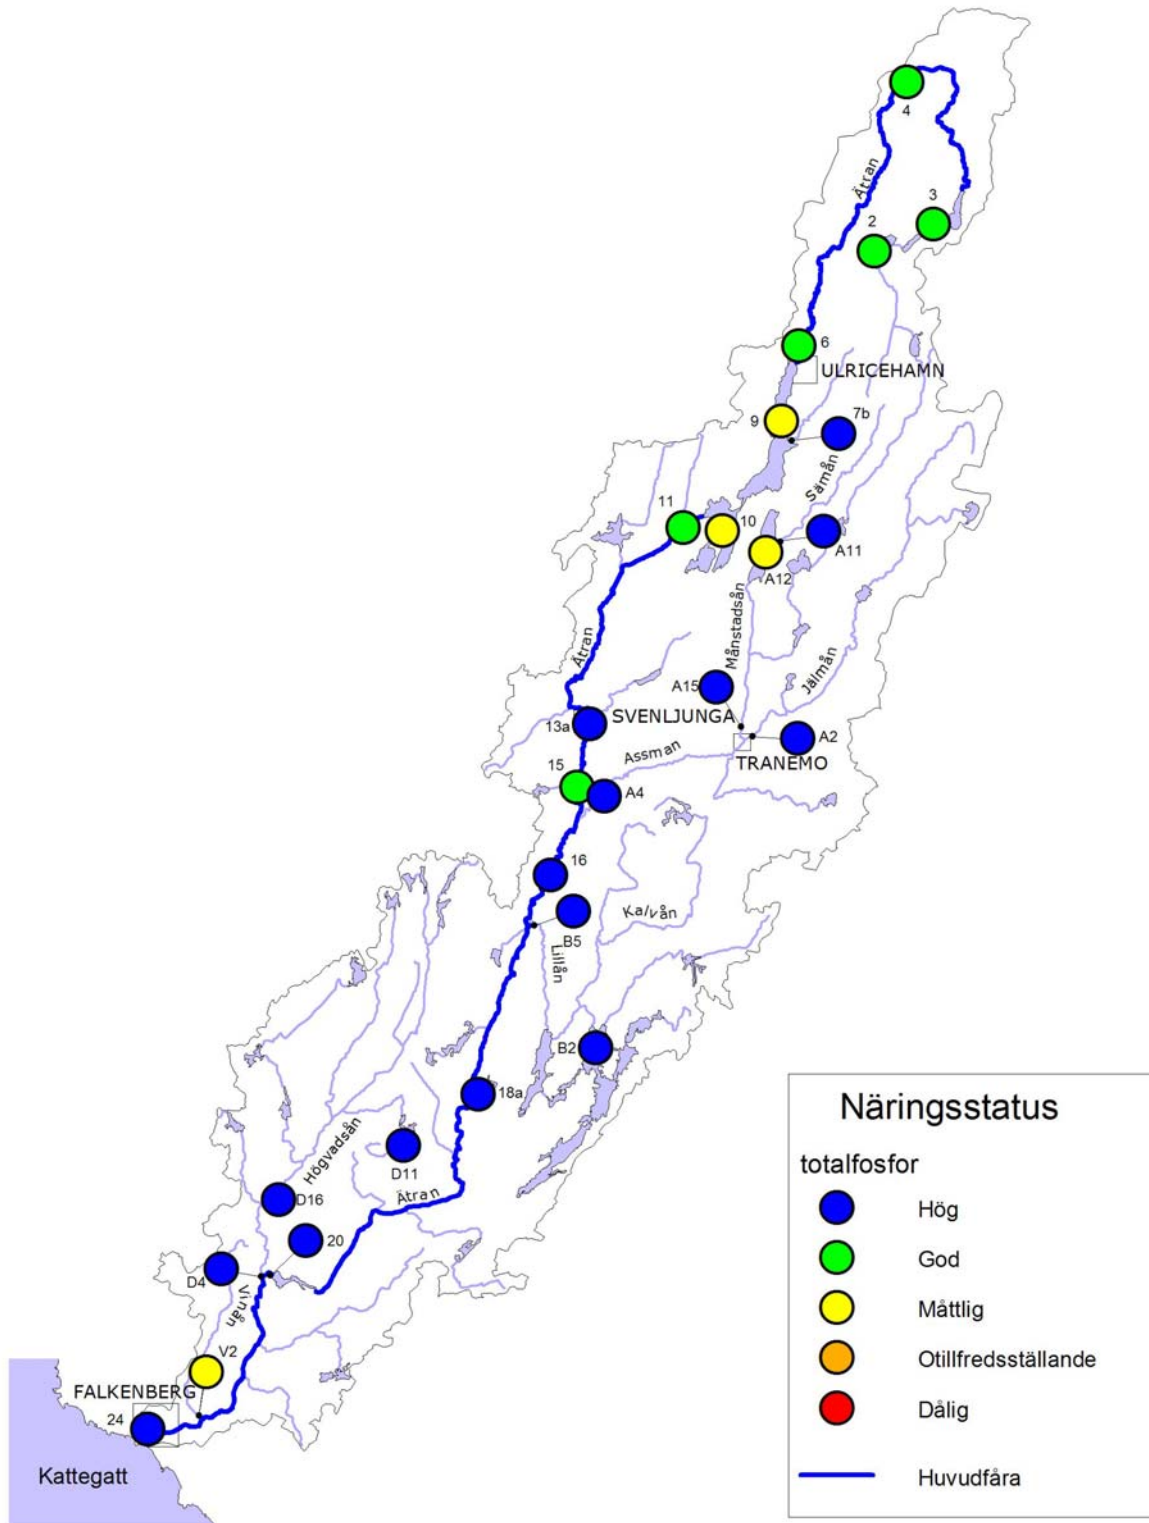 4
Ätran
3
2
6
ULRICEHAMN
9
7b
Sämån
11
10
A11
A12
Månstadsån
Ätran
Jälmån
A15
13a
SVENLJUNGA
A2
Assman
TRANEMO
15
A4
16
Kalvån
B5
Lillån
B2
18a
Högvadsån
D11
Ätran
D16
20
D4
Vinån
V2
FALKENBERG
24
Kattegatt
Näringsstatus
totalfosfor
Hög
God
Måttlig
Otillfredsställande
Dålig
Huvudfåra